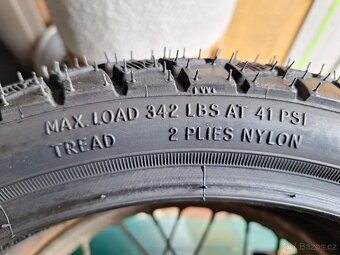 MAX. LOAD 342 LBS AT 41 PSI
TREAD 2 PLIES NYLON